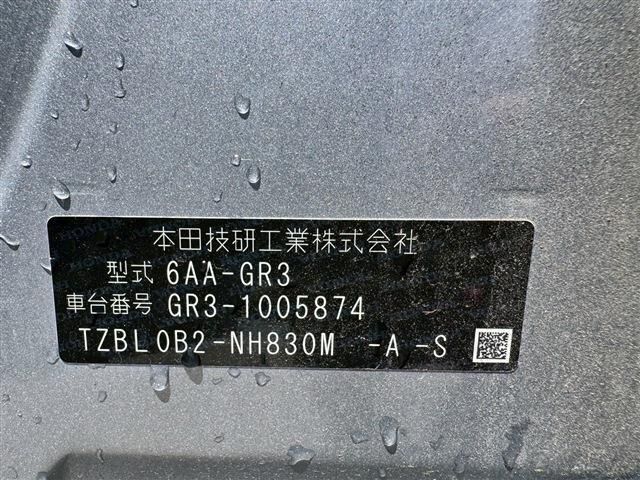 本田技研工業株式会社
型式 6AA-GR3
車台番号 GR3-1005874
TZBL0B2-NH830M -A -S